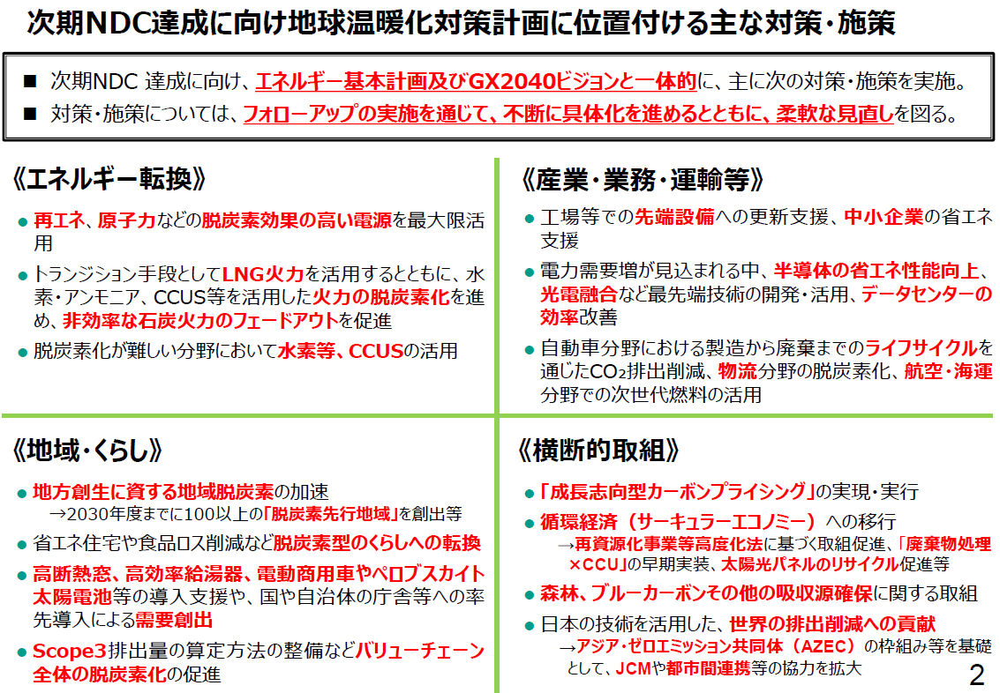 次期NDC達成に向け地球温暖化対策計画に位置付ける主な対策・施策
■ 次期NDC 達成に向け、エネルギー基本計画及びGX2040ビジョンと一体的に、主に次の対策・施策を実施。
■ 対策・施策については、フォローアップの実施を通じて、不断に具体化を進めるとともに、柔軟な見直しを図る。
《エネルギー転換》
● 再エネ、原子力などの脱炭素効果の高い電源を最大限活
用
● トランジション手段としてLNG火力を活用するとともに、水
素・アンモニア、CCUS等を活用した火力の脱炭素化を進
め、非効率な石炭火力のフェードアウトを促進
● 脱炭素化が難しい分野において水素等、CCUSの活用
《産業・業務・運輸等》
● 工場等での先端設備への更新支援、中小企業の省エネ
支援
● 電力需要増が見込まれる中、半導体の省エネ性能向上、
光電融合など最先端技術の開発・活用、データセンターの
効率改善
● 自動車分野における製造から廃棄までのライフサイクルを
通じたCO₂排出削減、物流分野の脱炭素化、航空・海運
分野での次世代燃料の活用
《地域・くらし》
● 地方創生に資する地域脱炭素の加速
→2030年度までに100以上の「脱炭素先行地域」を創出等
● 省エネ住宅や食品ロス削減など脱炭素型のくらしへの転換
● 高断熱窓、高効率給湯器、電動商用車やペロブスカイト
太陽電池等の導入支援や、国や自治体の庁舎等への率
先導入による需要創出
● Scope3排出量の算定方法の整備などバリューチェーン
全体の脱炭素化の促進
《横断的取組》
● 「成長志向型カーボンプライシング」の実現・実行
● 循環経済（サーキュラーエコノミー）への移行
→再資源化事業等高度化法に基づく取組促進、「廃棄物処理
×CCU」の早期実装、太陽光パネルのリサイクル促進等
● 森林、ブルーカーボンその他の吸収源確保に関する取組
● 日本の技術を活用した、世界の排出削減への貢献
→アジア・ゼロエミッション共同体（AZEC）の枠組み等を基礎
として、JCMや都市間連携等の協力を拡大
2